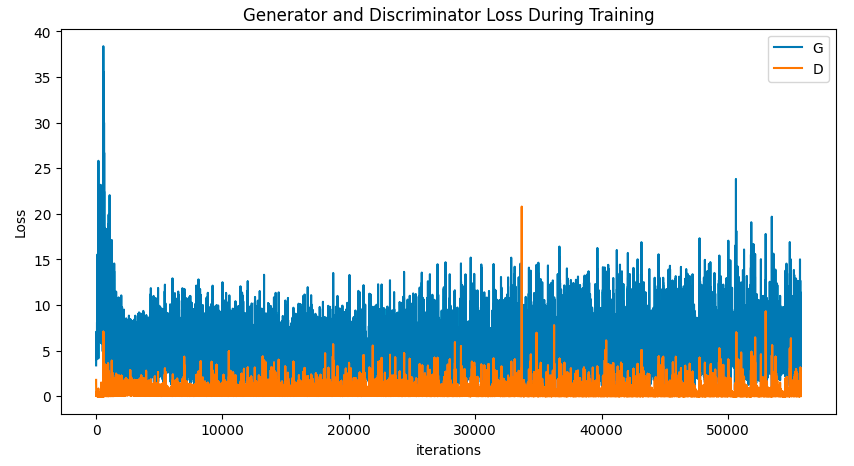 Generator and Discriminator Loss During Training
40
35
30
25
20
15
10
5
0
Loss
0 10000 20000 30000 40000 50000
iterations
G
D